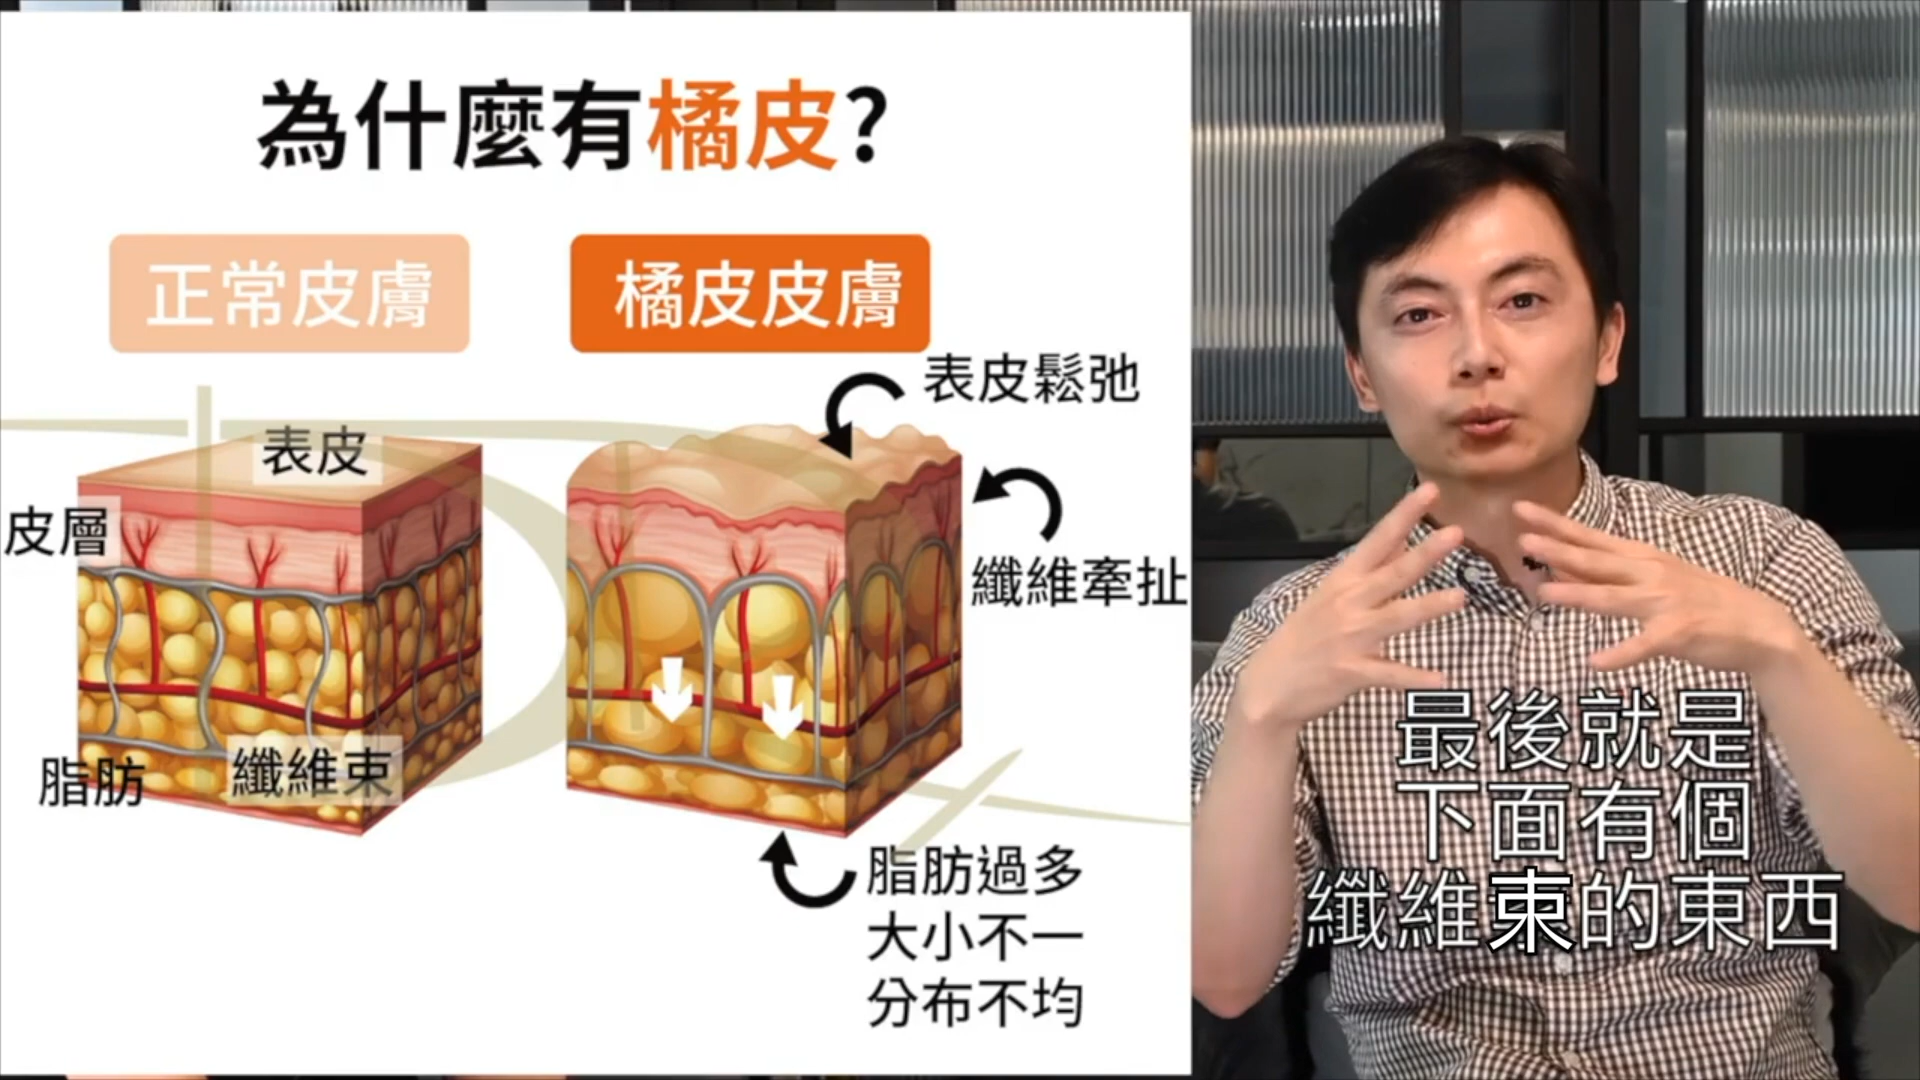 為什麼有橘皮?
正常皮膚
橘皮皮膚
表皮鬆弛
表皮
皮層
纖維牽扯
脂肪
纖維束
脂肪過多
大小不一
分布不均
最後就是
下面有個
纖維束的東西